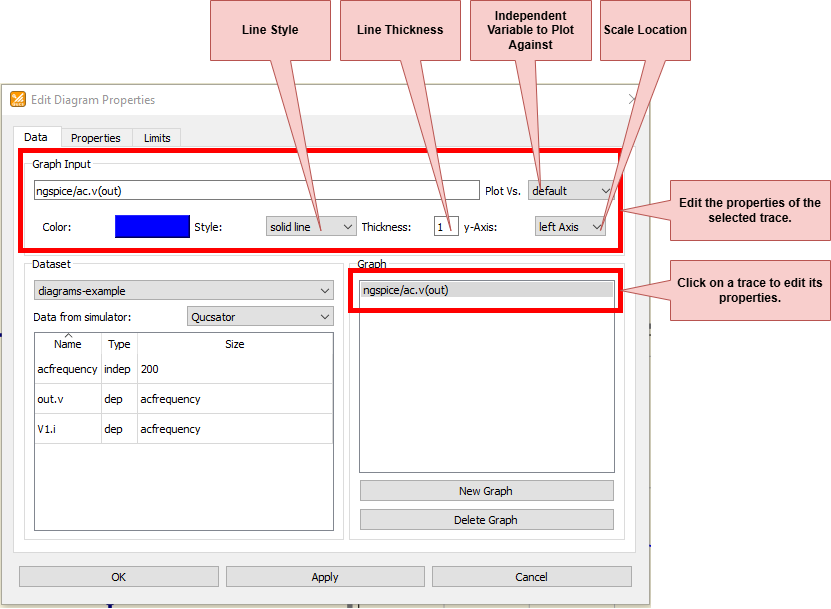 Line Style
Line Thickness
Independent
Variable to Plot
Against
Scale Location
Edit Diagram Properties
Data
Properties
Limits
Graph Input
ngspice/ac.v(out)
Plot Vs.
default
Color:
Style:
solid line
Thickness:
1
y-Axis:
left Axis
Edit the properties of the
selected trace.
Dataset
diagrams-example
Data from simulator:
Qucsator
Name
Type
Size
acfrequency
indep
200
out.v
dep
acfrequency
V1.i
dep
acfrequency
Graph
ngspice/ac.v(out)
Click on a trace to edit its
properties.
New Graph
Delete Graph
OK
Apply
Cancel